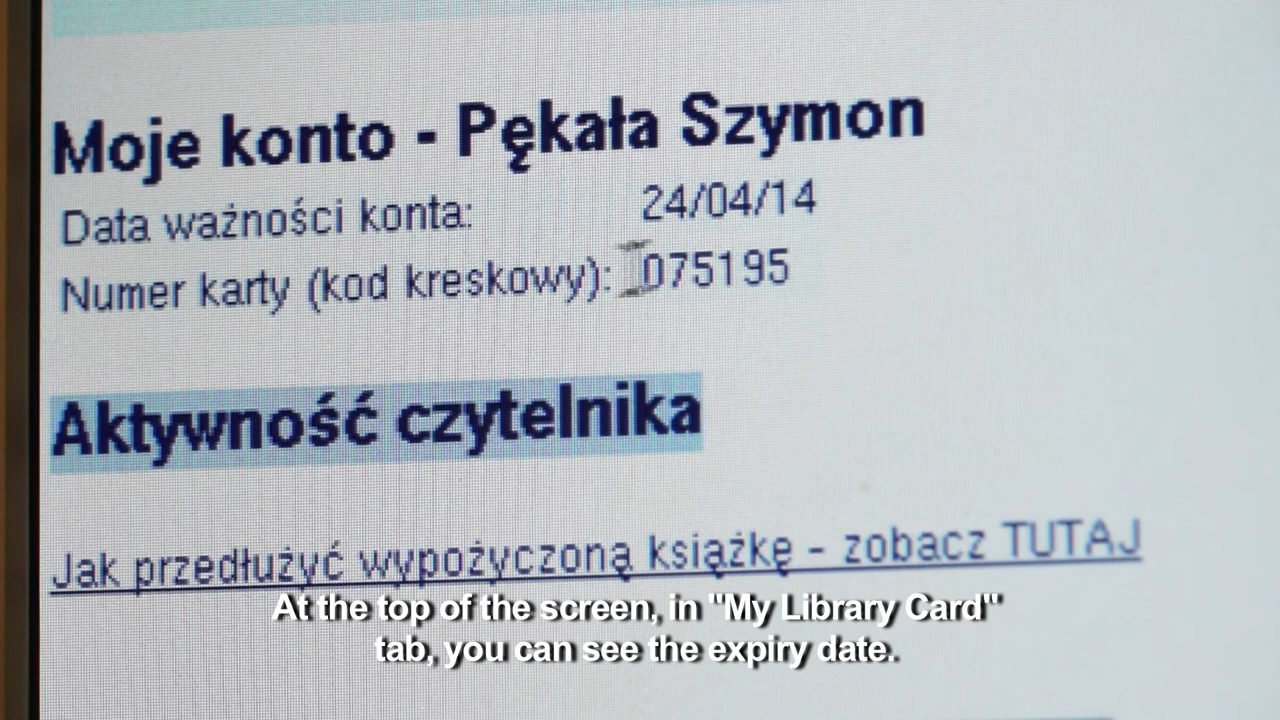 Moje konto - Pękała Szymon
Data ważności konta: 24/04/14
Numer karty (kod kreskowy): 075195
Aktywność czytelnika
Jak przedłużyć wypożyczoną książkę - zobacz TUTAJ
At the top of the screen, in "My Library Card"
tab, you can see the expiry date.